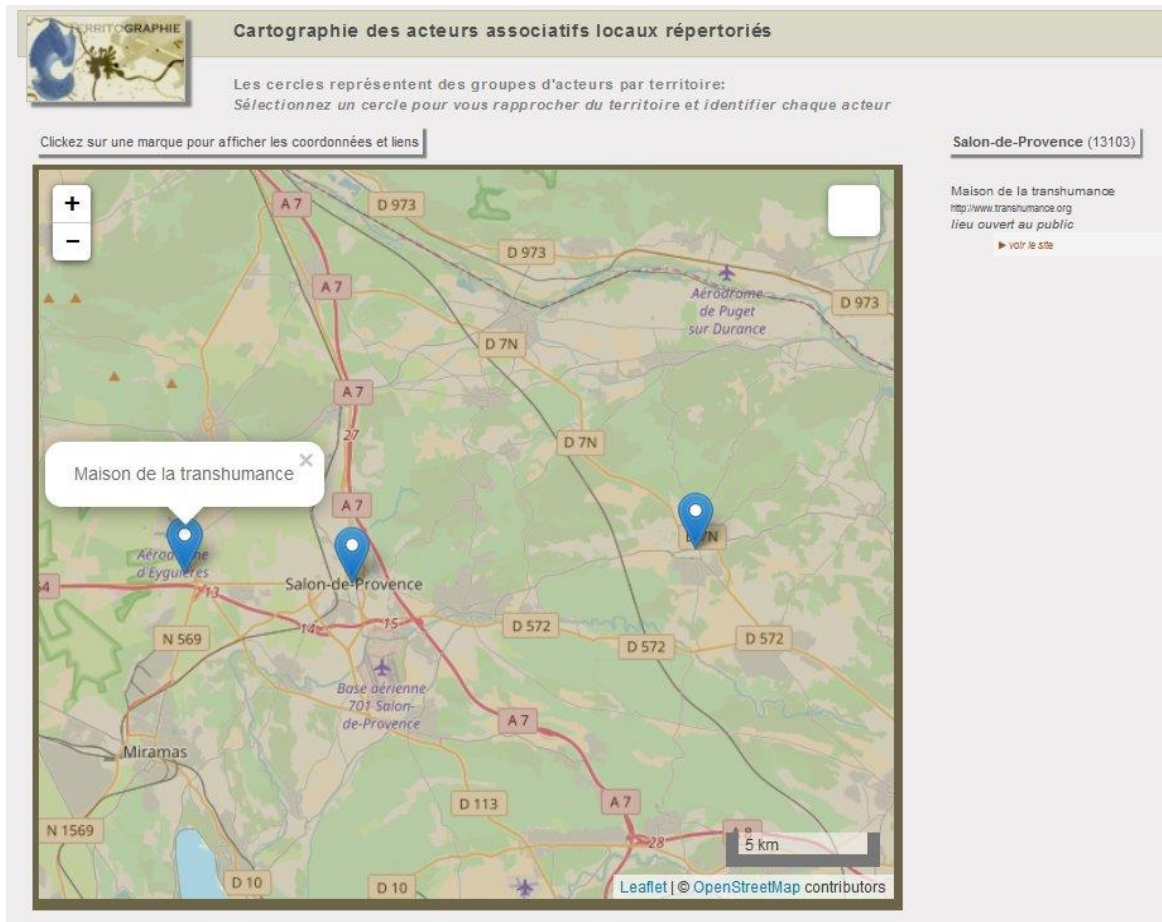 TERRITOGRAPHIE
Cartographie des acteurs associatifs locaux répertoriés
Les cercles représentent des groupes d'acteurs par territoire:
Sélectionnez un cercle pour vous rapprocher du territoire et identifier chaque acteur
Clickez sur une marque pour afficher les coordonnées et liens
Salon-de-Provence (13103)
Maison de la transhumance
http://www.transhumance.org
lieu ouvert au public
► voir le site
+
−
A 7
D 973
D 973
A 7
Aérodrome
de Puget
sur Durance
D 973
D 7N
A 7
27
D 7N
Maison de la transhumance
×
A 7
7N
Aérodrome
d'Eyguières
54
13
Salon-de-Provence
14
15
N 569
D 572
D 572
D 572
Base aérienne
701 Salon-
de-Provence
A 7
Miramas
D 113
A 7
N 1569
28
A 8
5 km
D 10
D 10
Leaflet | © OpenStreetMap contributors